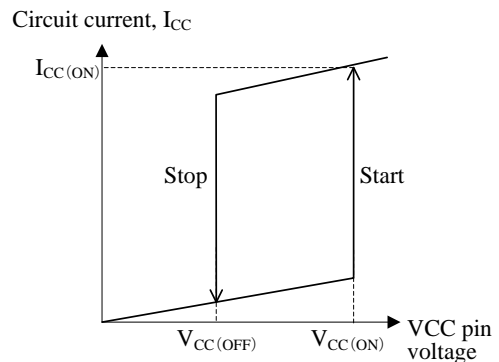 Circuit current, ICC
ICC(ON)
Stop
Start
VCC(OFF)
VCC(ON)
VCC pin
voltage